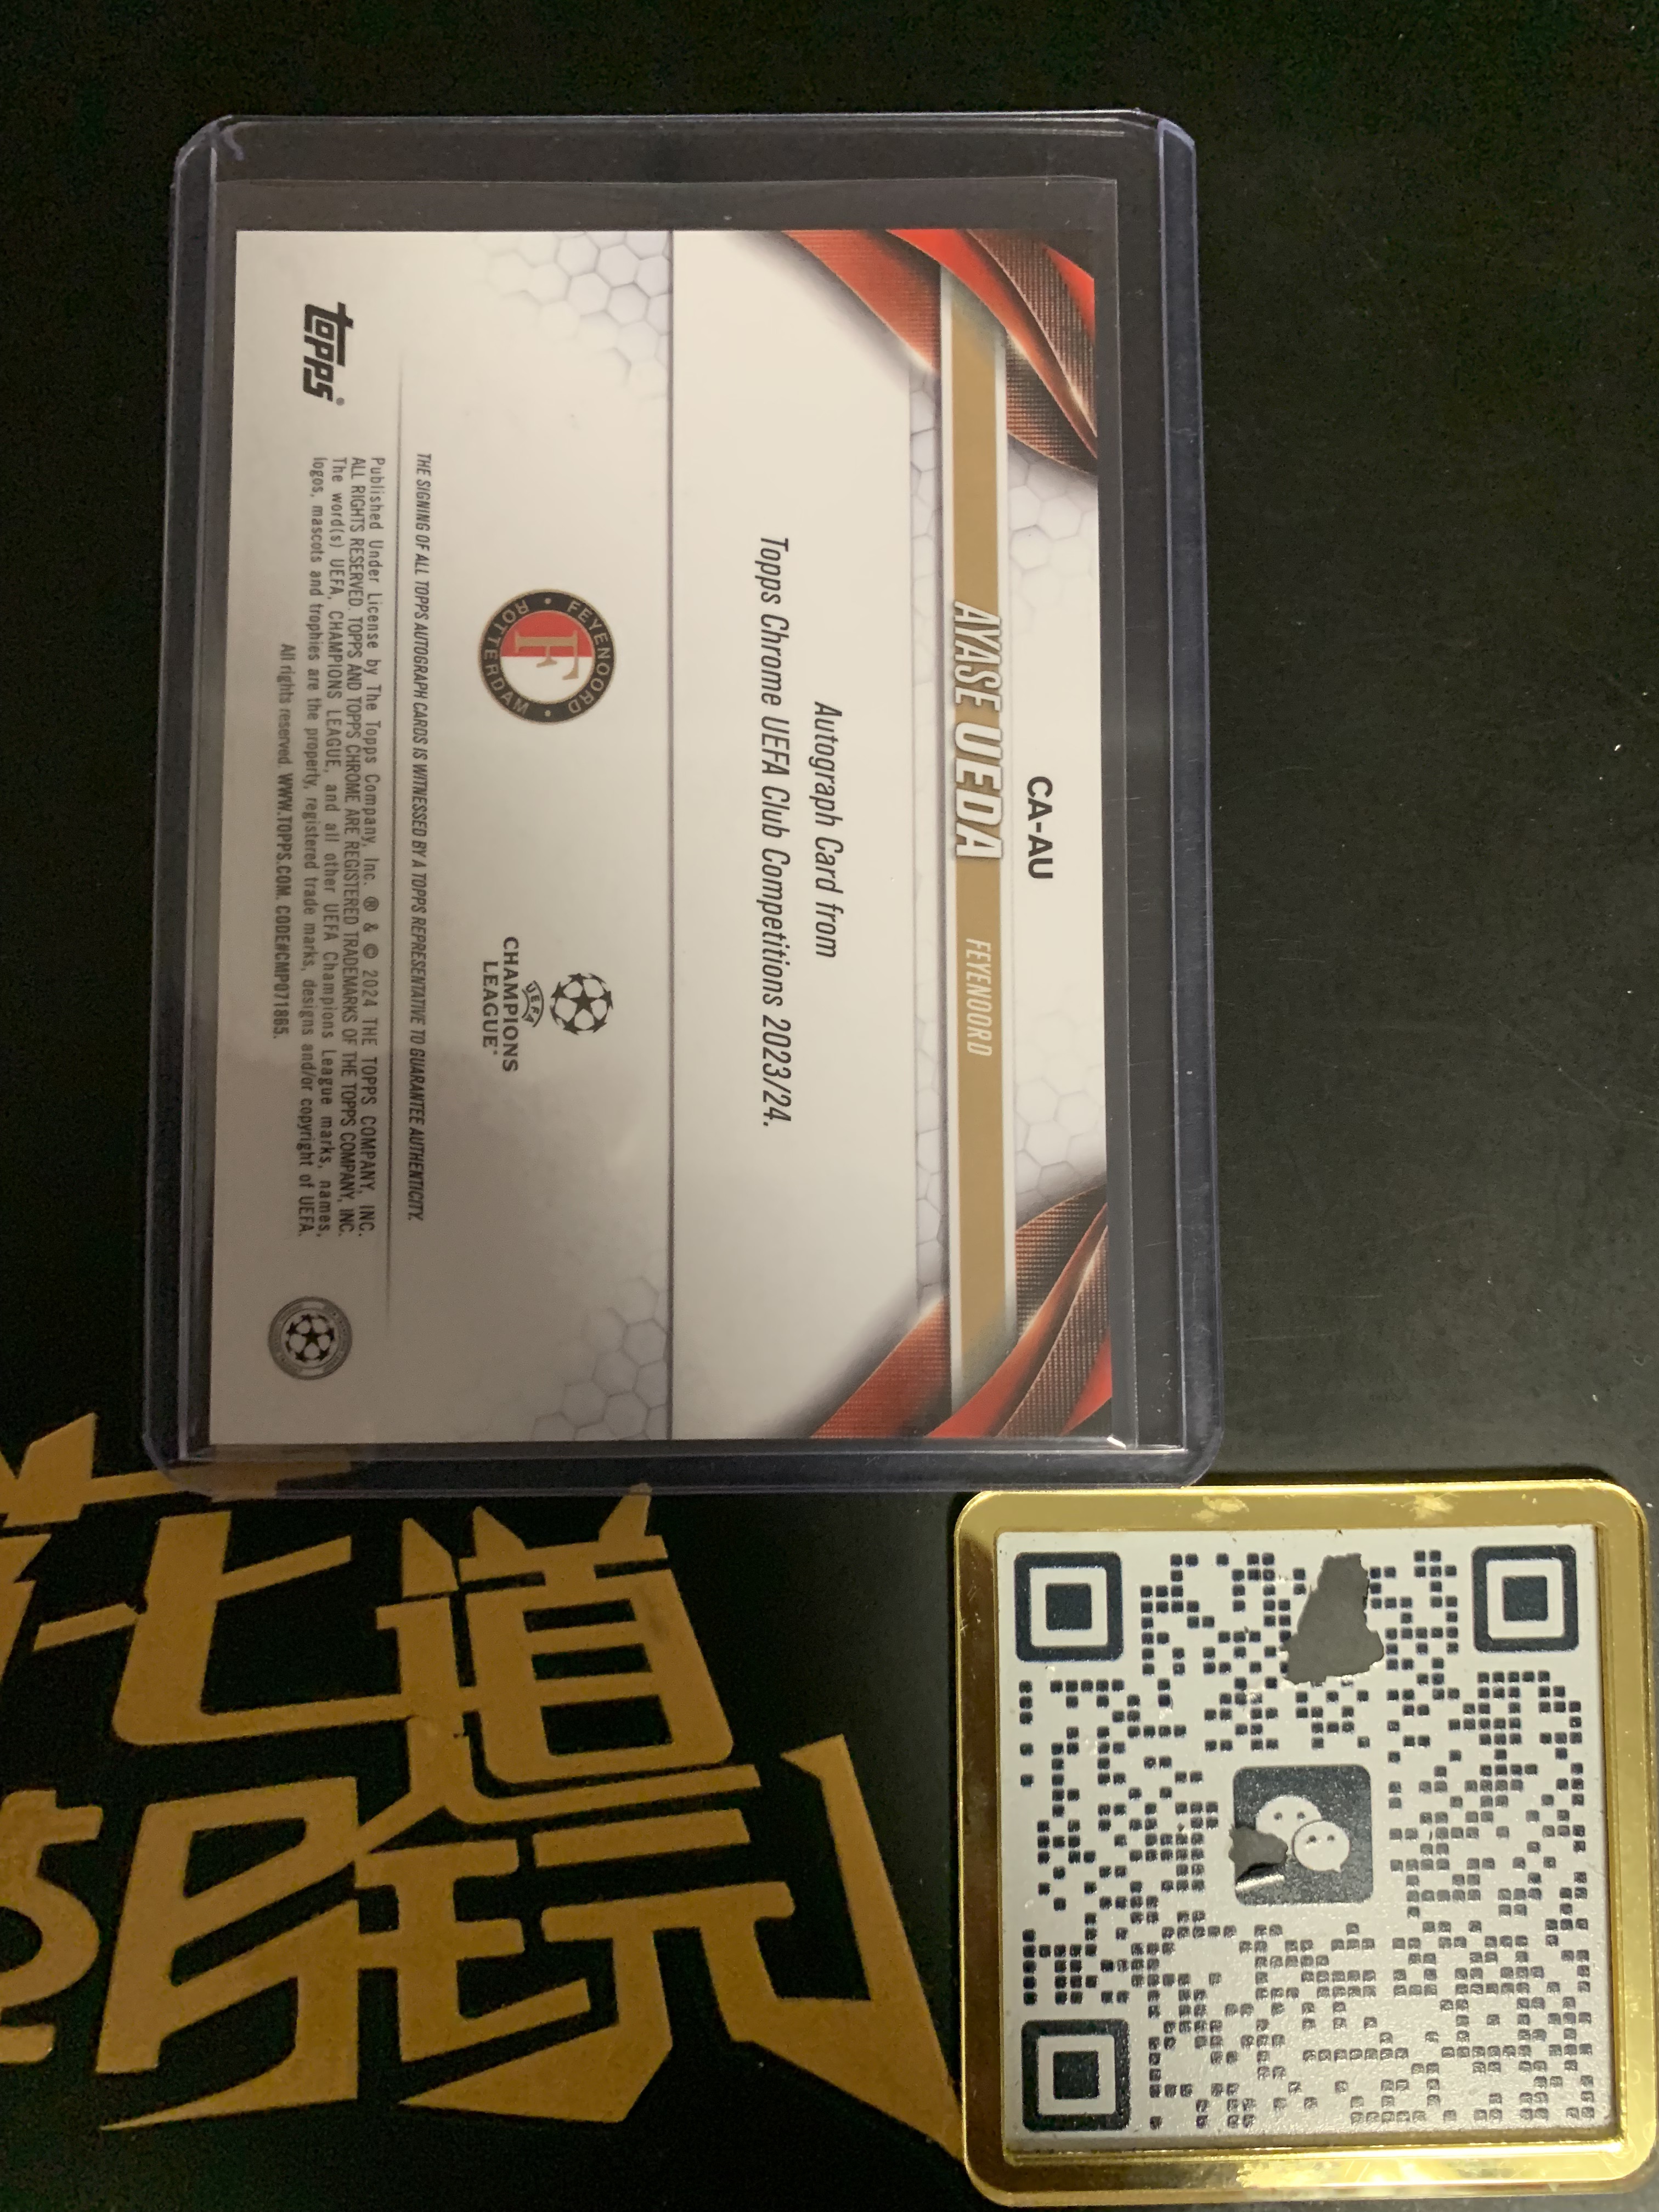 CA-AU
AYASE UEDA FEYENOORD
Autograph Card from
Topps Chrome UEFA Club Competitions 2023/24.
FEYENOORD
ROTTERDAM
F
UEFA
CHAMPIONS
LEAGUE
THE SIGNING OF ALL TOPPS AUTOGRAPH CARDS IS WITNESSED BY A TOPPS REPRESENTATIVE TO GUARANTEE AUTHENTICITY.
topps®
Published Under License by The Topps Company, Inc. ® & © 2024 THE TOPPS COMPANY, INC.
ALL RIGHTS RESERVED. TOPPS AND TOPPS CHROME ARE REGISTERED TRADEMARKS OF THE TOPPS COMPANY, INC.
The word(s) UEFA, CHAMPIONS LEAGUE, and all other UEFA Champions League marks, names,
logos, mascots and trophies are the property, registered trade marks, designs and/or copyright of UEFA.
All rights reserved. WWW.TOPPS.COM. CODE#CMP071865.
七道